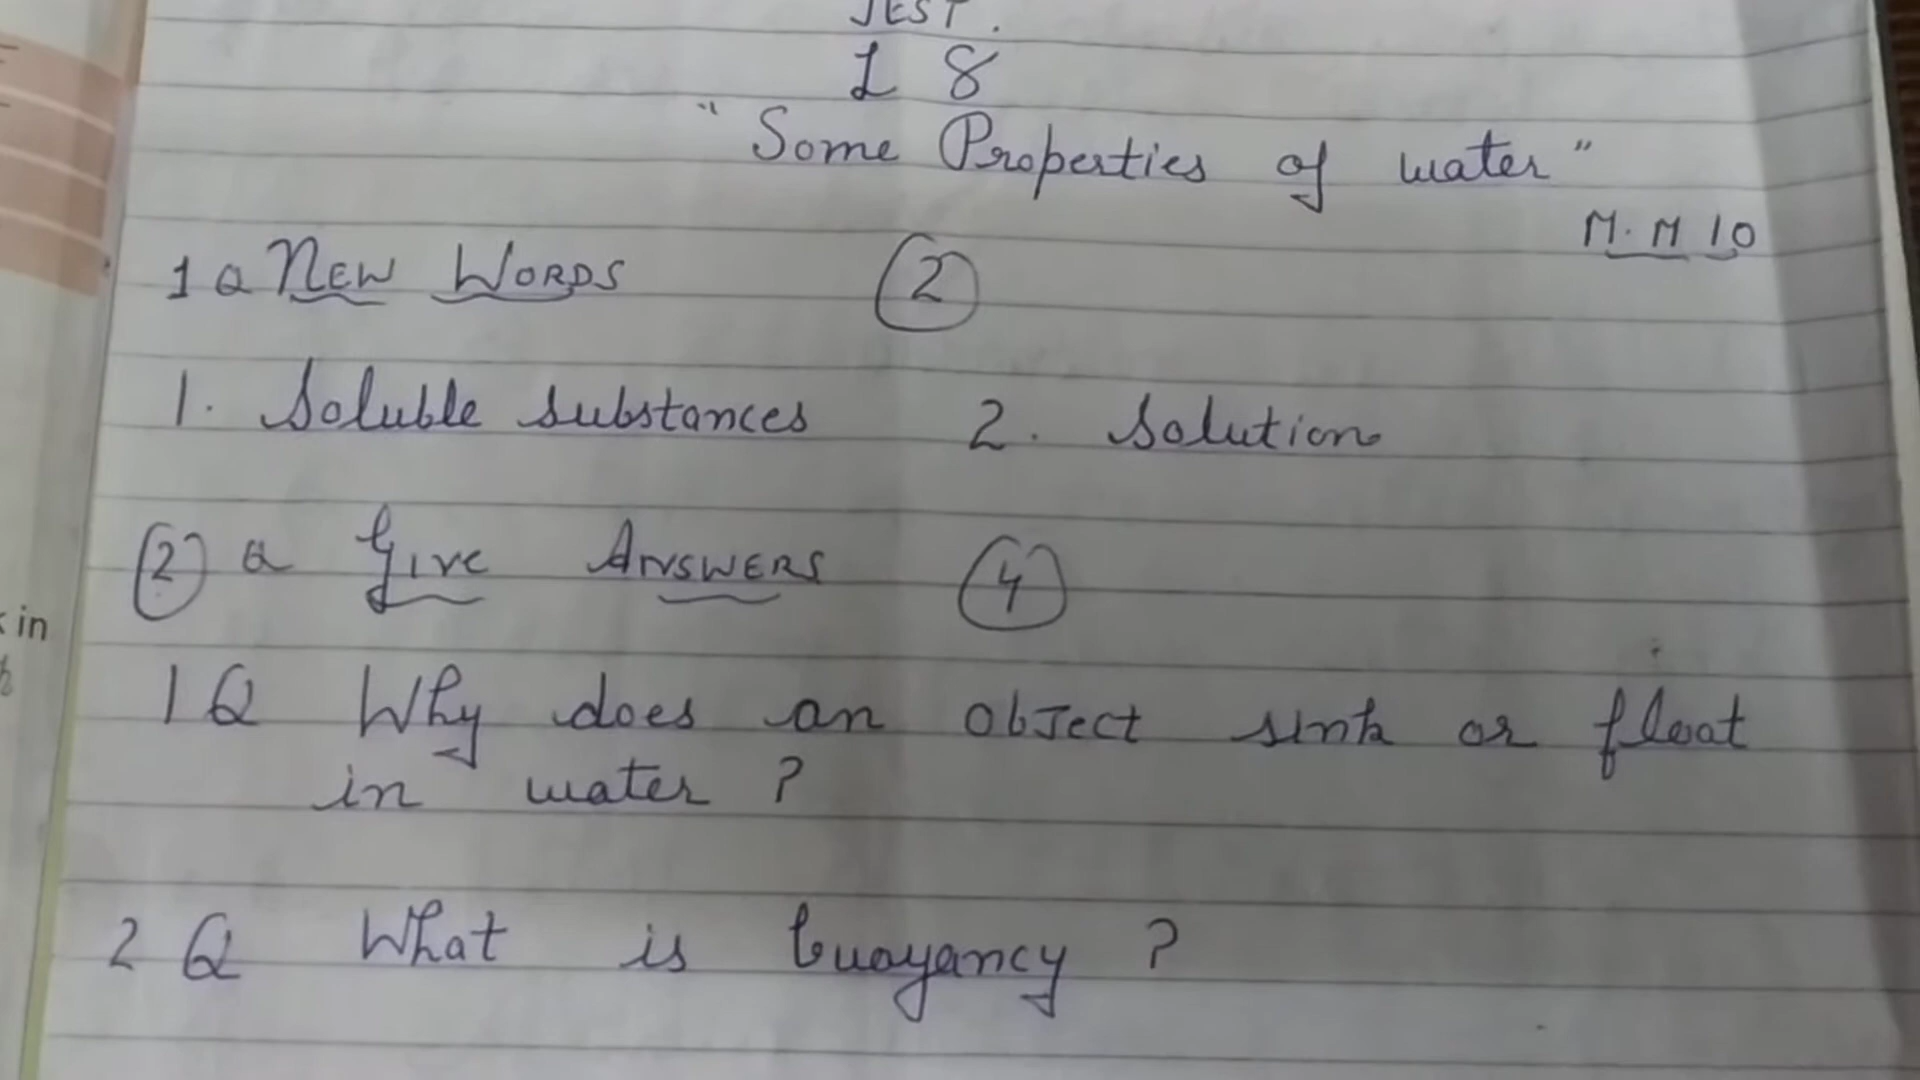 TEST.
L 8
"Some Properties of water"
M.M 10
1 Q NEW WORDS (2)
1. Soluble substances 2. Solution
(2) Q Give Answers (4)
1 Q Why does an object sink or float
in water ?
2 Q What is buoyancy ?
in